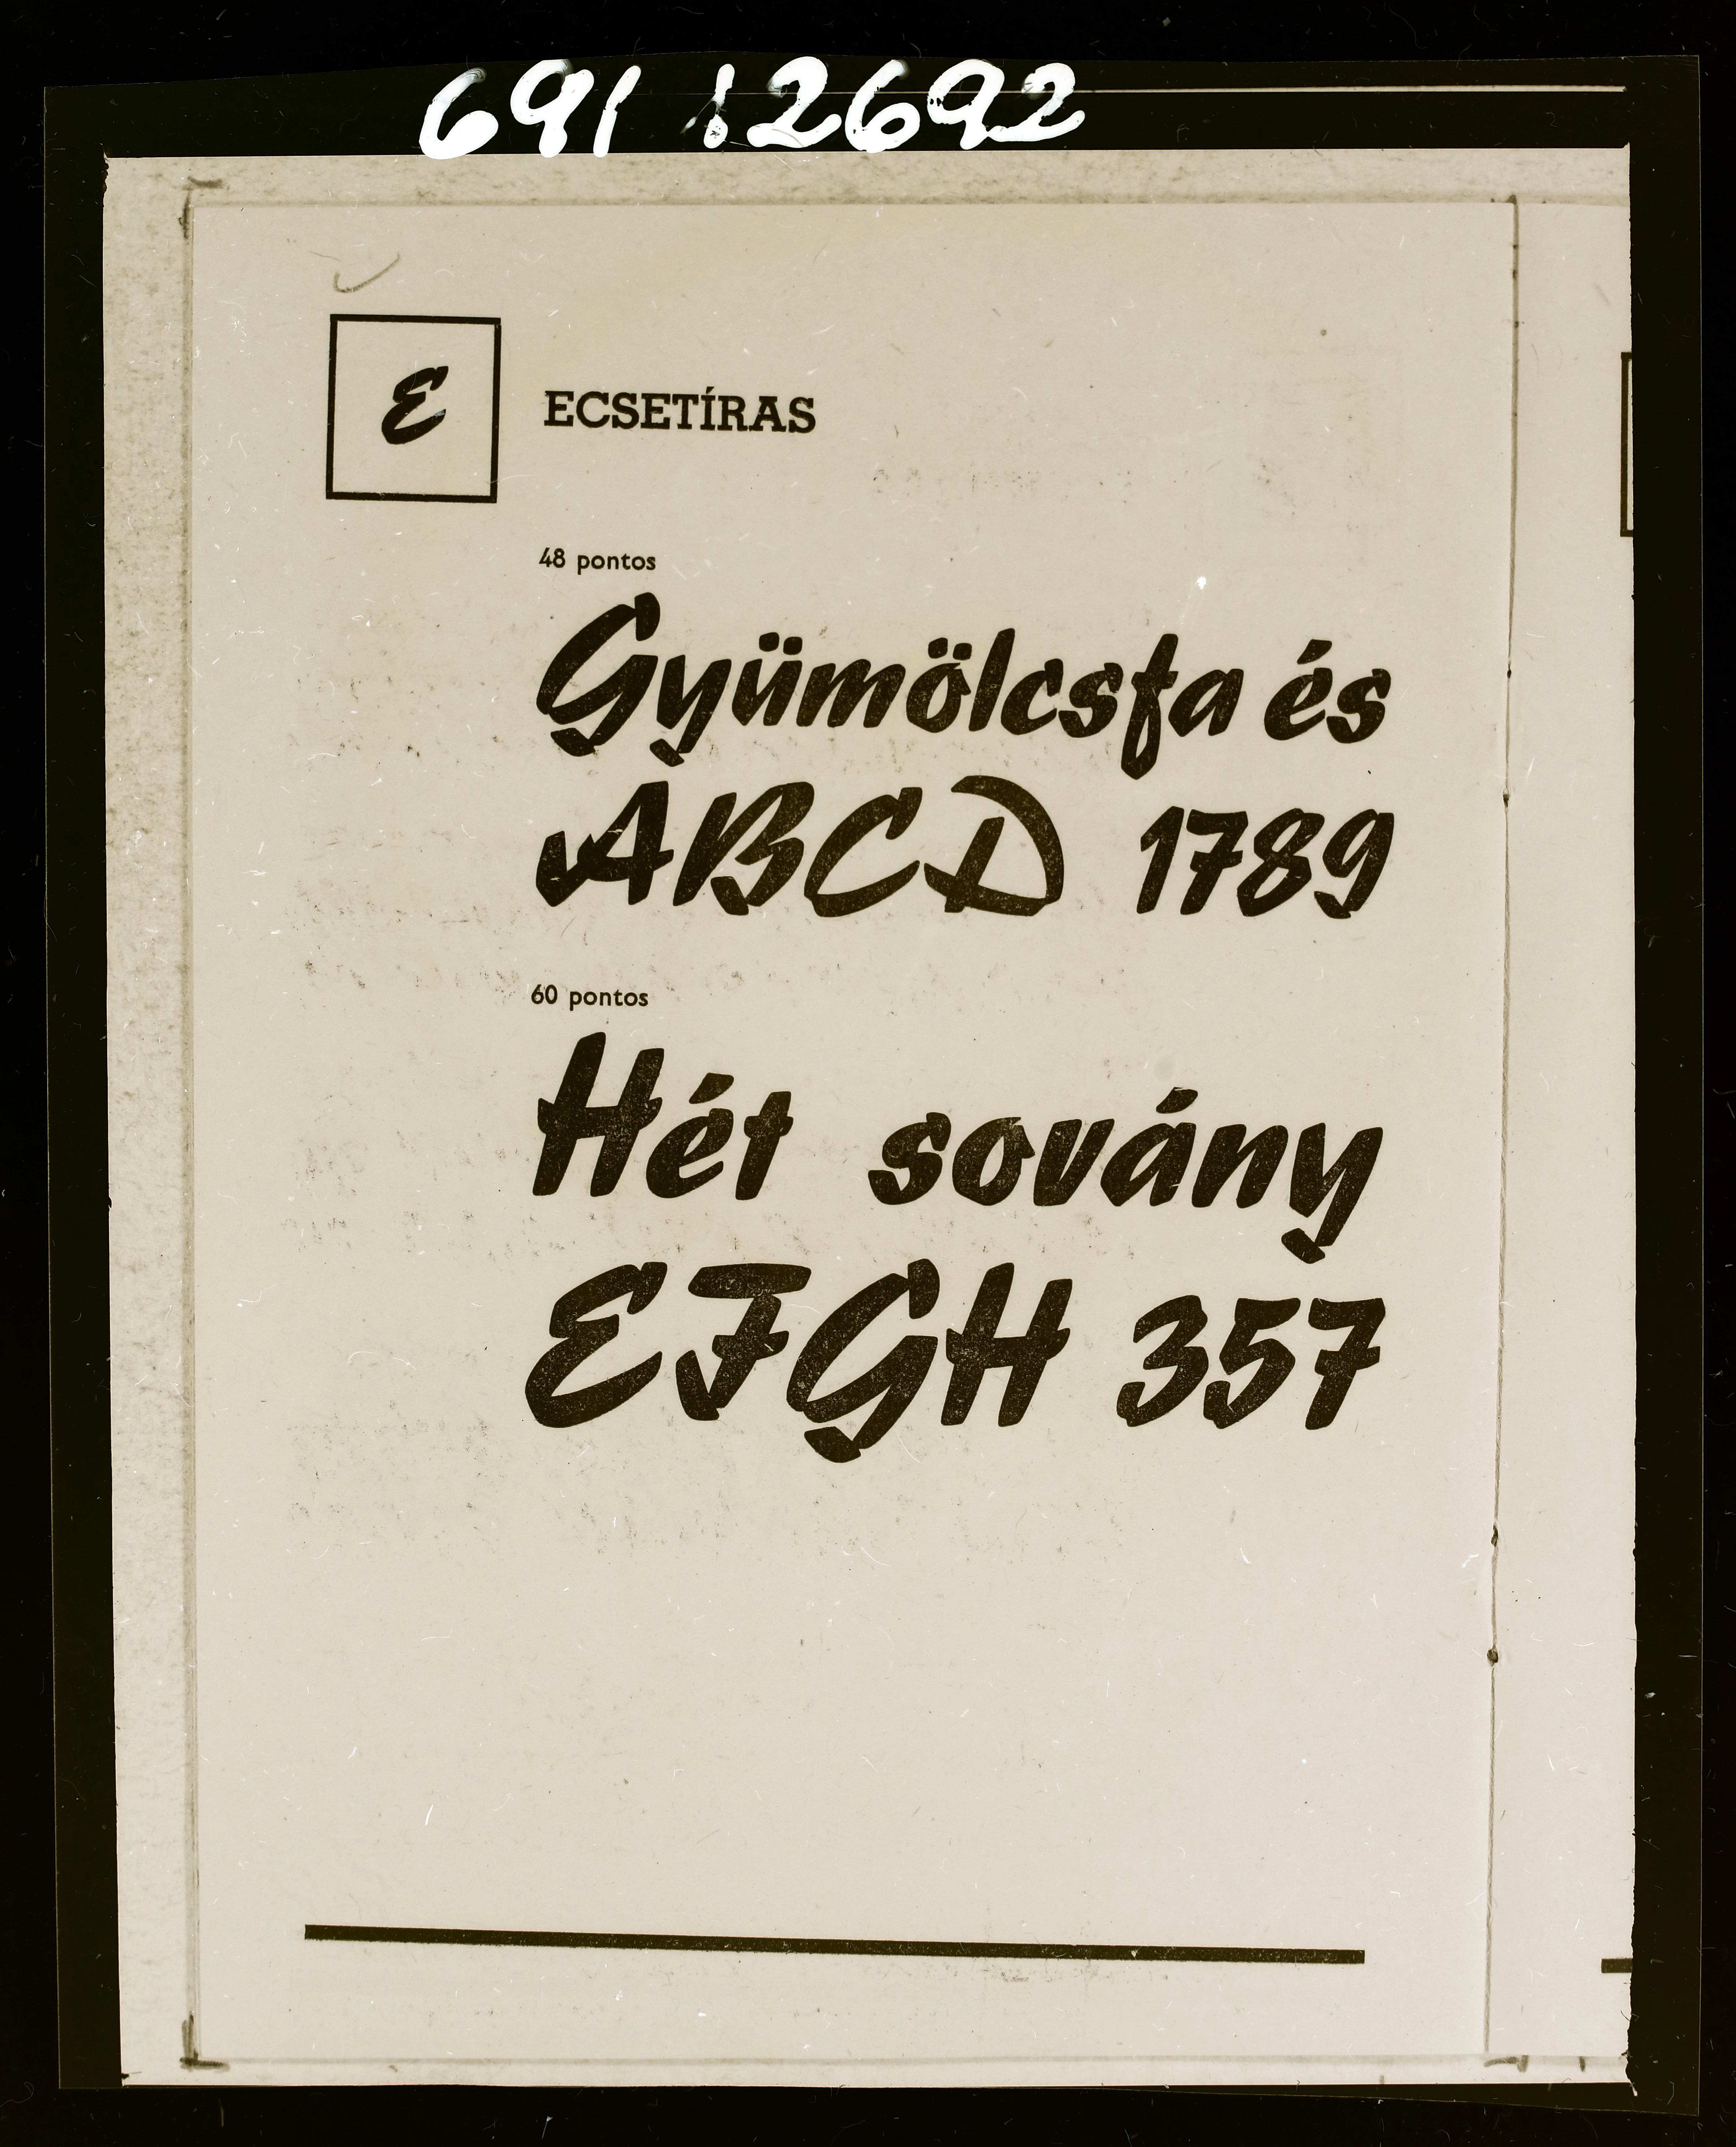 691 12692
E
ECSETÍRAS
48 pontos
Gyümölcsfa és
ABCD 1789
60 pontos
Hét sovány
EFGH 357